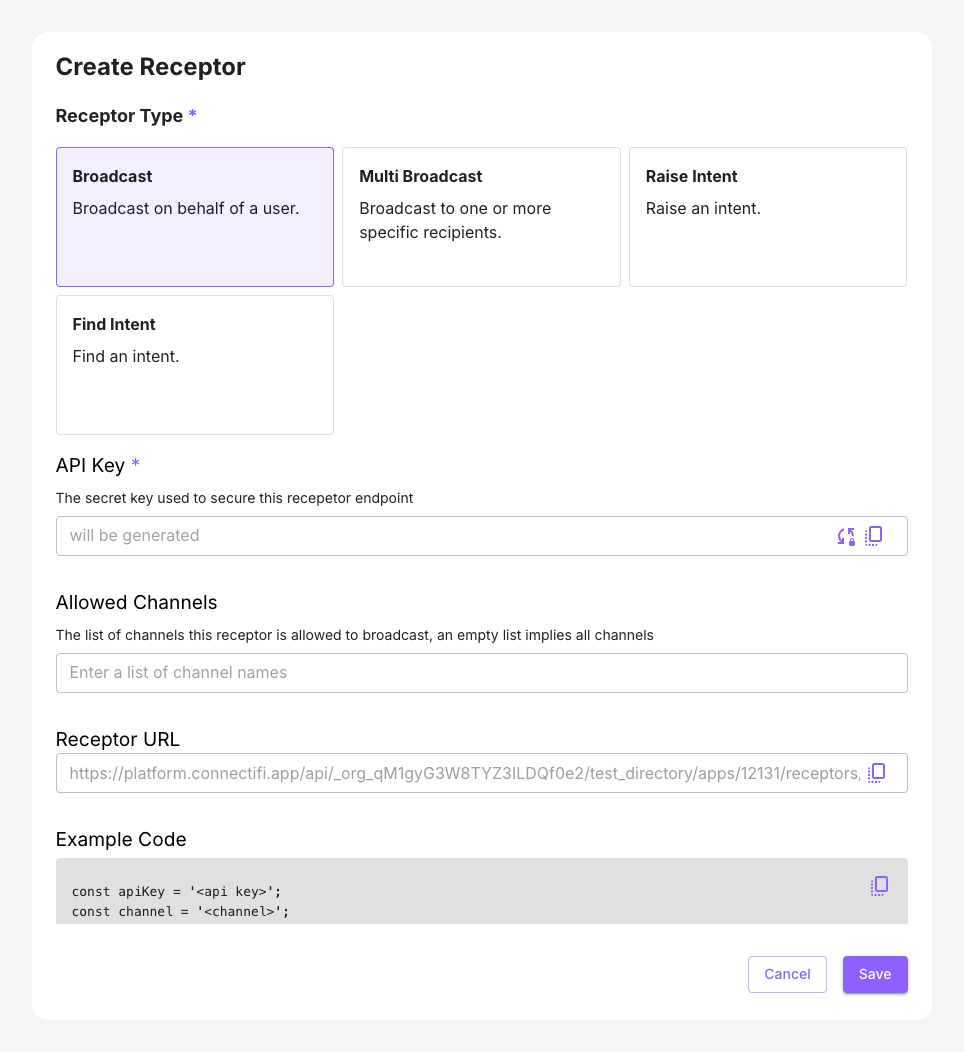 Create Receptor
Receptor Type *
Broadcast
Broadcast on behalf of a user.
Multi Broadcast
Broadcast to one or more
specific recipients.
Raise Intent
Raise an intent.
Find Intent
Find an intent.
API Key *
The secret key used to secure this recepetor endpoint
will be generated
Allowed Channels
The list of channels this receptor is allowed to broadcast, an empty list implies all channels
Enter a list of channel names
Receptor URL
https://platform.connectifi.app/api/_org_qM1gyG3W8TYZ3ILDQf0e2/test_directory/apps/12131/receptors/
Example Code
const apiKey = '<api key>';
const channel = '<channel>';
Cancel
Save